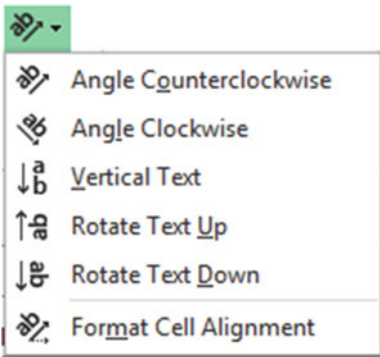 Angle Counterclockwise
Angle Clockwise
Vertical Text
Rotate Text Up
Rotate Text Down
Format Cell Alignment